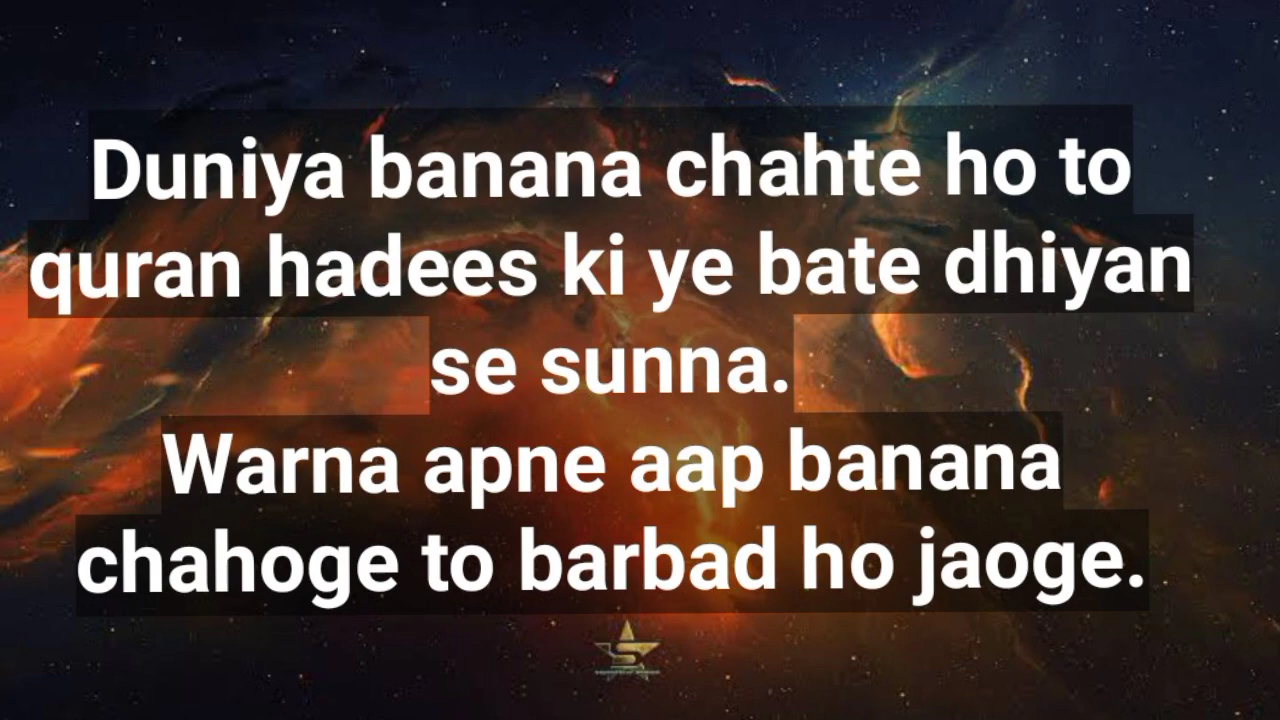 Duniya banana chahte ho to
quran hadees ki ye bate dhiyan
se sunna.
Warna apne aap banana
chahoge to barbad ho jaoge.
S